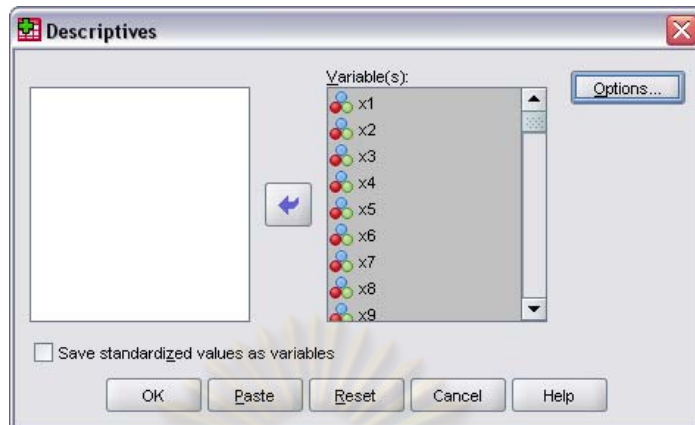 Descriptives
Variable(s):
Options...
x1
x2
x3
x4
x5
x6
x7
x8
x9
Save standardized values as variables
OK
Paste
Reset
Cancel
Help